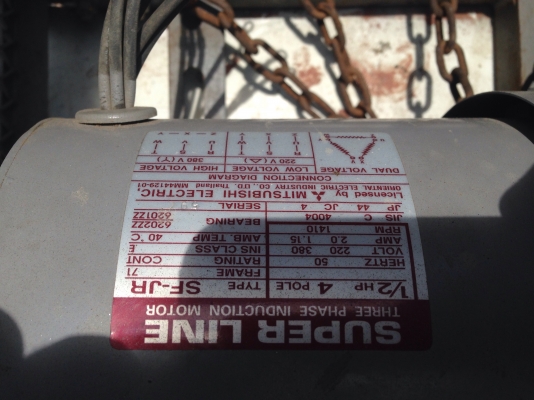 SUPER LINE
THREE PHASE INDUCTION MOTOR
1/2 HP 4 POLE TYPE SF-JR
FRAME 71
HERTZ 50 RATING CONT
VOLT 220 380 INS CLASS E
AMP 2.0 1.15 AMB. TEMP 40 °C
RPM 1410
JIS C 4004 BEARING 6202ZZ 6201ZZ
JP 44 JC 4 SERIAL
Licensed by MITSUBISHI ELECTRIC.
ORIENTAL ELECTRIC INDUSTRY CO., LTD. Thailand MM4129-01
CONNECTION DIAGRAM
DUAL VOLTAGE 220 V (△) LOW VOLTAGE 380 V (Y) HIGH VOLTAGE